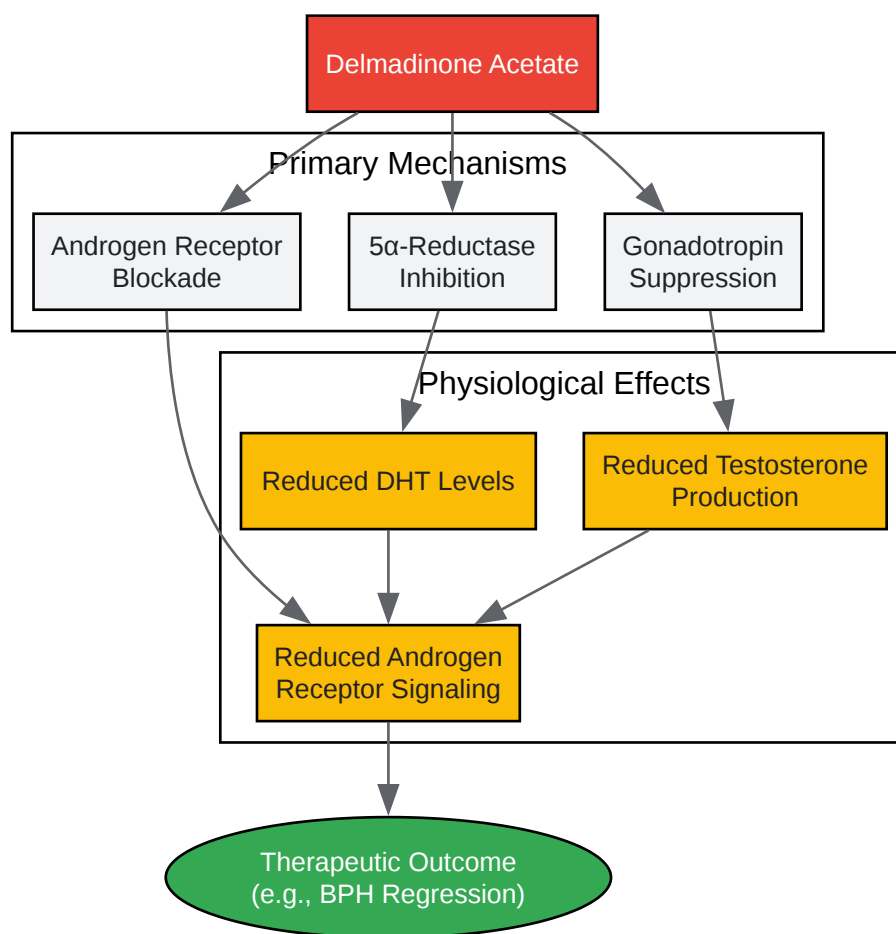 Delmadinone Acetate
Primary Mechanisms
Androgen Receptor
Blockade
5α-Reductase
Inhibition
Gonadotropin
Suppression
Physiological Effects
Reduced DHT Levels
Reduced Testosterone
Production
Reduced Androgen
Receptor Signaling
Therapeutic Outcome
(e.g., BPH Regression)